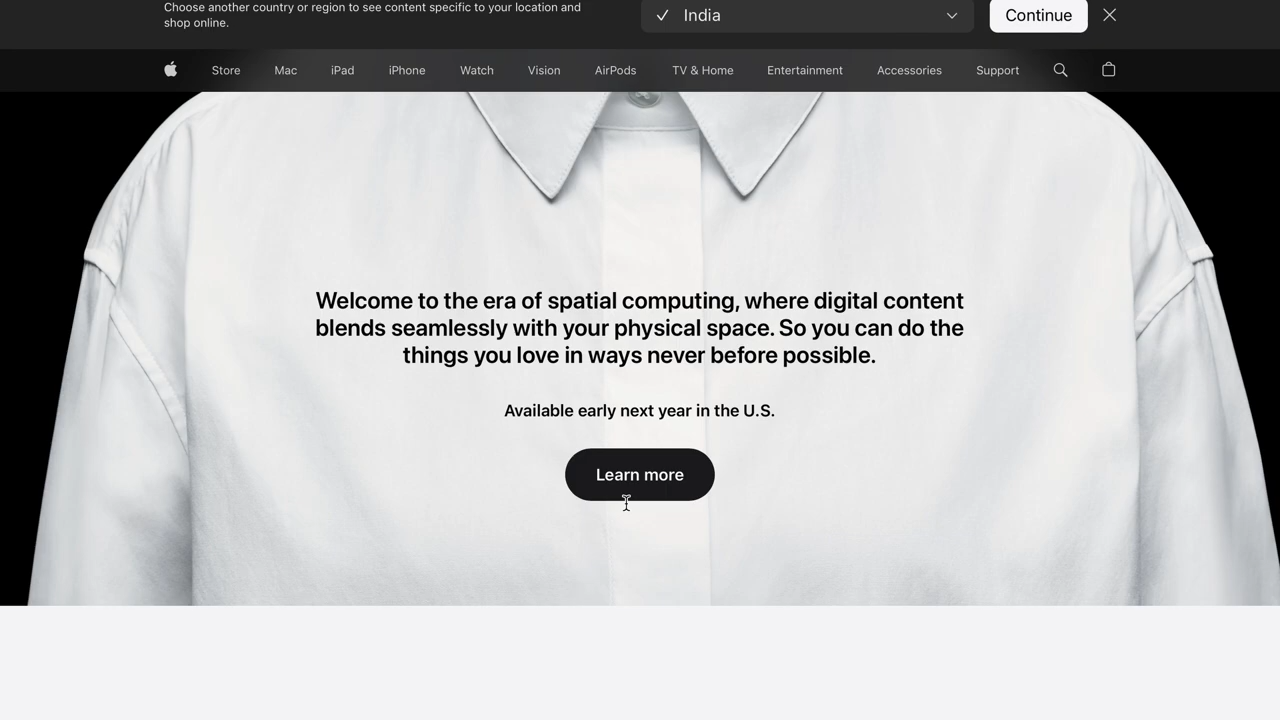 Choose another country or region to see content specific to your location and
shop online.
India
Continue
Store Mac iPad iPhone Watch Vision AirPods TV & Home Entertainment Accessories Support
Welcome to the era of spatial computing, where digital content
blends seamlessly with your physical space. So you can do the
things you love in ways never before possible.
Available early next year in the U.S.
Learn more